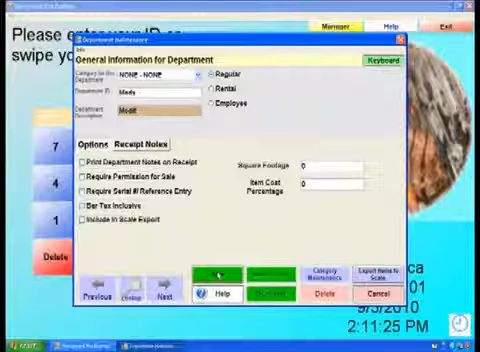 Please enter your ID or
swipe yo
Department Maintenance
Manager
Help
Exit
Info
General Information for Department
Keyboard
Category for this
Department
NONE - NONE
Regular
Department ID
Meds
Rental
Department
Description
Employee
Options
Receipt Notes
Print Department Notes on Receipt
Require Permission for Sale
Require Serial # Reference Entry
Bar Tax Inclusive
Include in Scale Export
Square Footage
0
Item Cost
Percentage
0
7
4
1
Delete
Previous
Lookup
Next
Help
Category
Maintenance
Export Items to
Scale
Delete
Cancel
ca
01
9/3/2010
2:11:25 PM